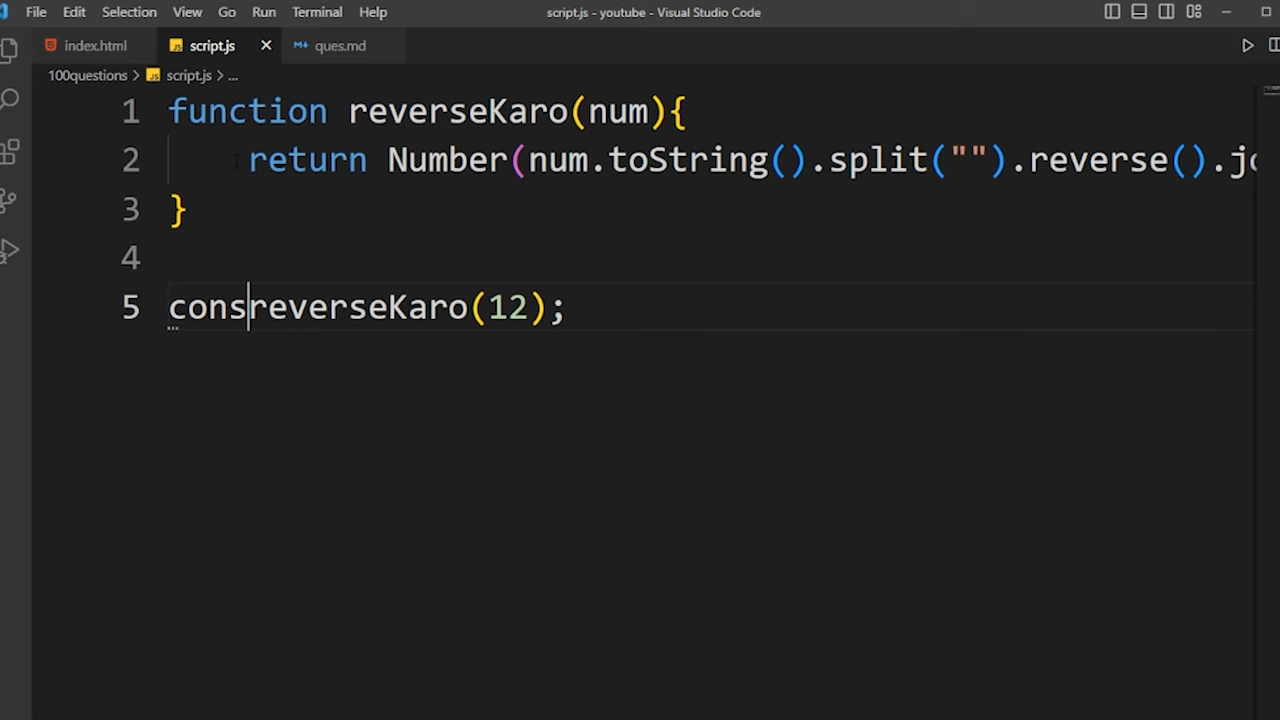 File Edit Selection View Go Run Terminal Help script.js - youtube - Visual Studio Code
index.html JS script.js ques.md
100questions > JS script.js > ...
1 function reverseKaro(num){
2 return Number(num.toString().split("").reverse().jo
3 }
4
5 consreverseKaro(12);